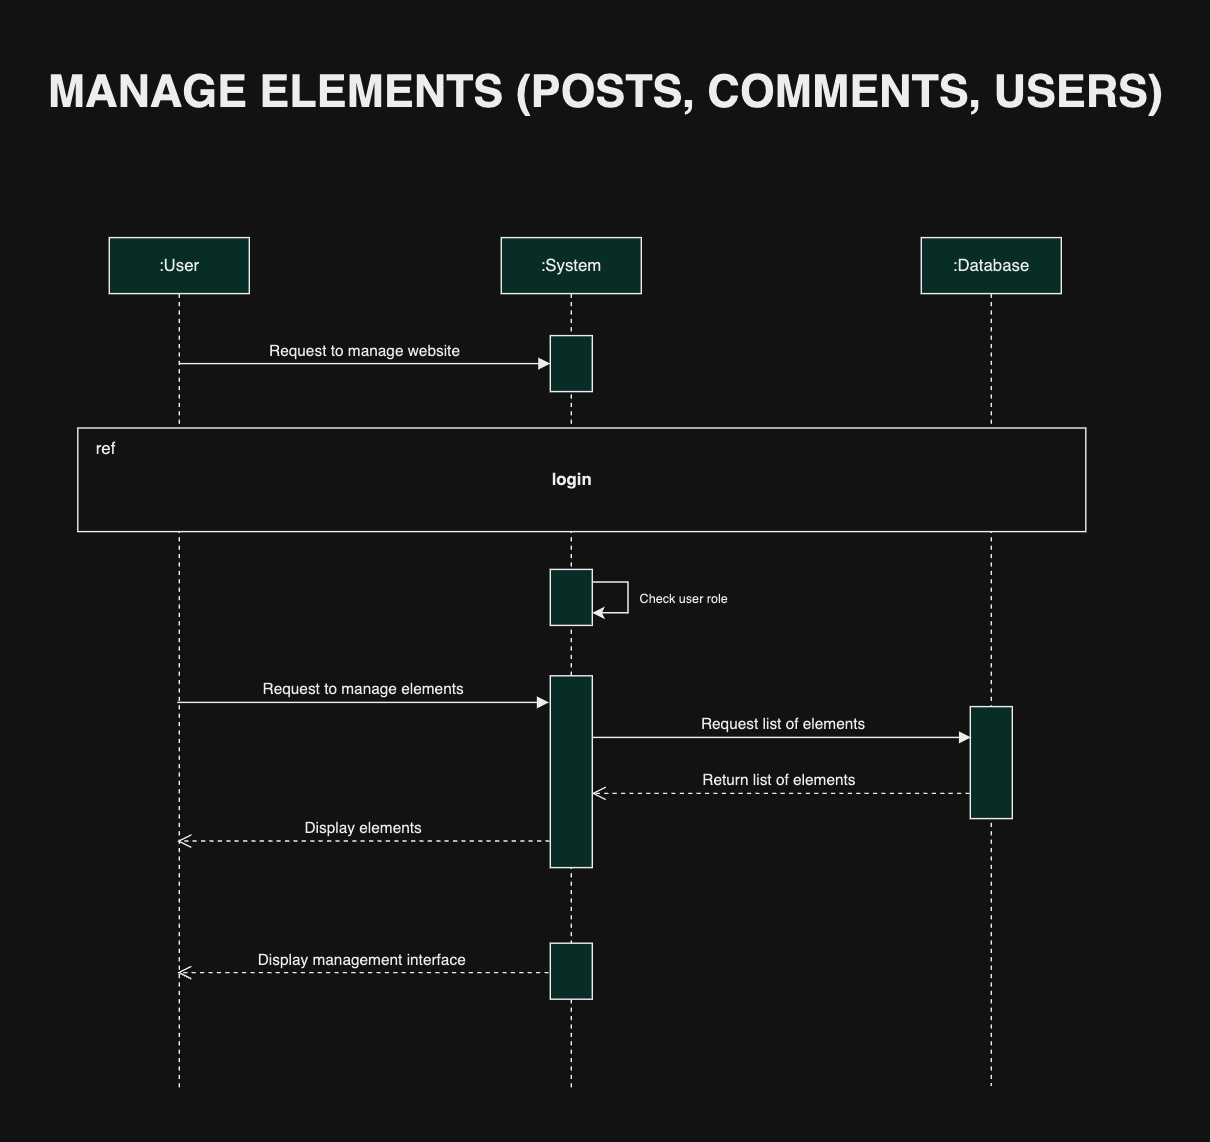 MANAGE ELEMENTS (POSTS, COMMENTS, USERS)
:User
:System
:Database
Request to manage website
ref
login
Check user role
Request to manage elements
Request list of elements
Return list of elements
Display elements
Display management interface